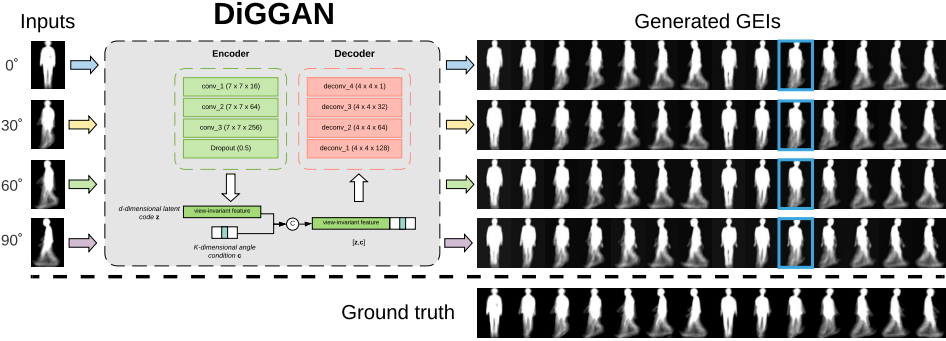 DiGGAN
Inputs
Generated GEIs
0°
30°
60°
90°
Encoder
conv_1 (7 x 7 x 16)
conv_2 (7 x 7 x 64)
conv_3 (7 x 7 x 256)
Dropout (0.5)
Decoder
deconv_4 (4 x 4 x 1)
deconv_3 (4 x 4 x 32)
deconv_2 (4 x 4 x 64)
deconv_1 (4 x 4 x 128)
d-dimensional latent
code z
view-invariant feature
K-dimensional angle
condition c
C
view-invariant feature
[z,c]
Ground truth